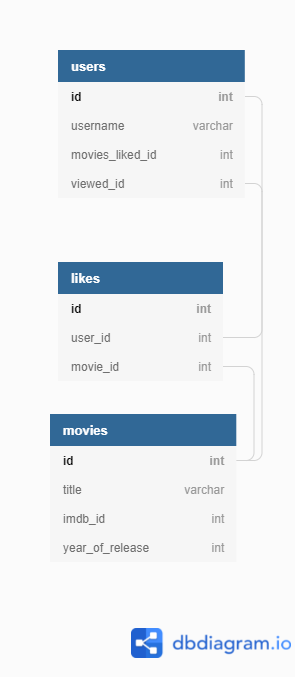 users
id int
username varchar
movies_liked_id int
viewed_id int
likes
id int
user_id int
movie_id int
movies
id int
title varchar
imdb_id int
year_of_release int
dbdiagram.io